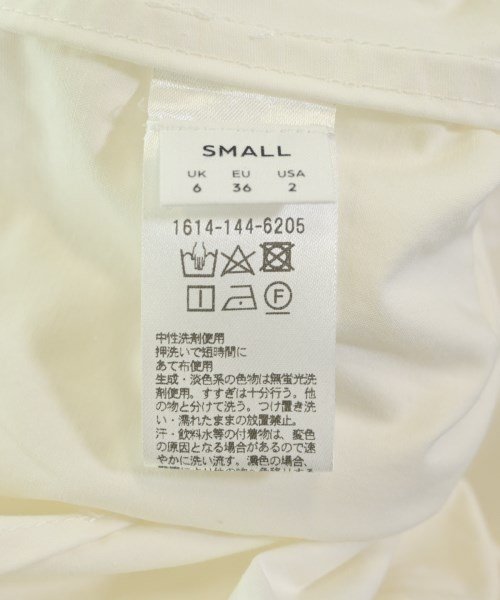 SMALL
UK EU USA
6 36 2
1614-144-6205
F
中性洗剤使用
押洗いで短時間に
あて布使用
生成・淡色系の色物は無蛍光洗
剤使用。すすぎは十分行う。他
の物と分けて洗う。つけ置き洗
い・濡れたままの放置禁止。
汗・飲料水等の付着物は、変色
の原因となる場合があるので速
やかに洗い流す。濃色の場合、